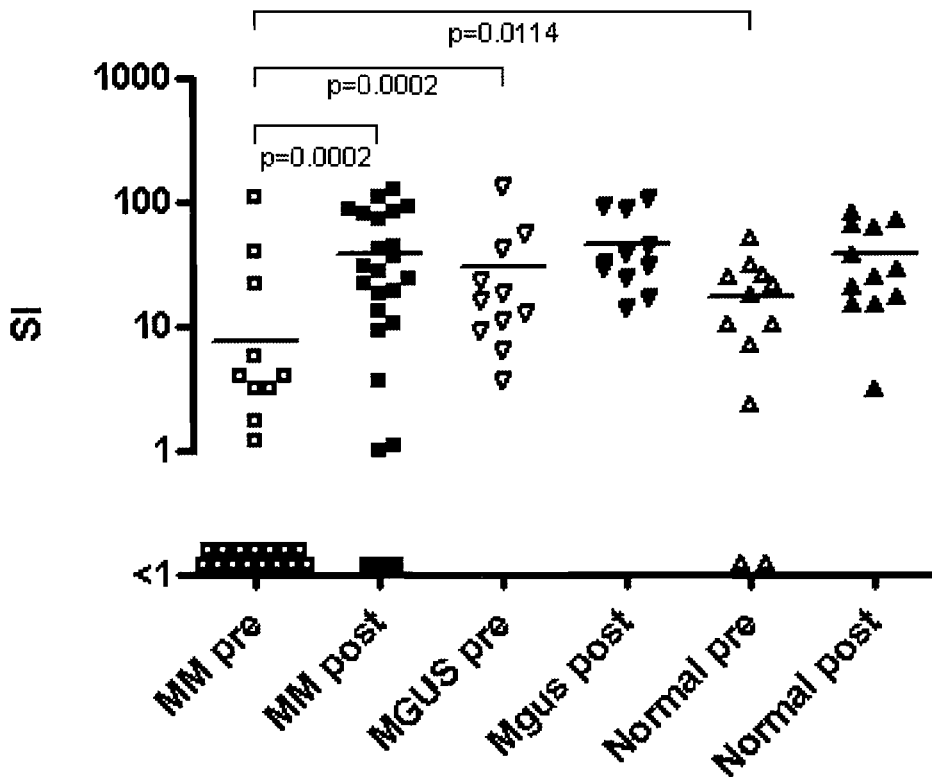 p=0.0114
1000
p=0.0002
p=0.0002
100
SI
10
1
<1
MM pre
MM post
MGUS pre
Mgus post
Normal pre
Normal post